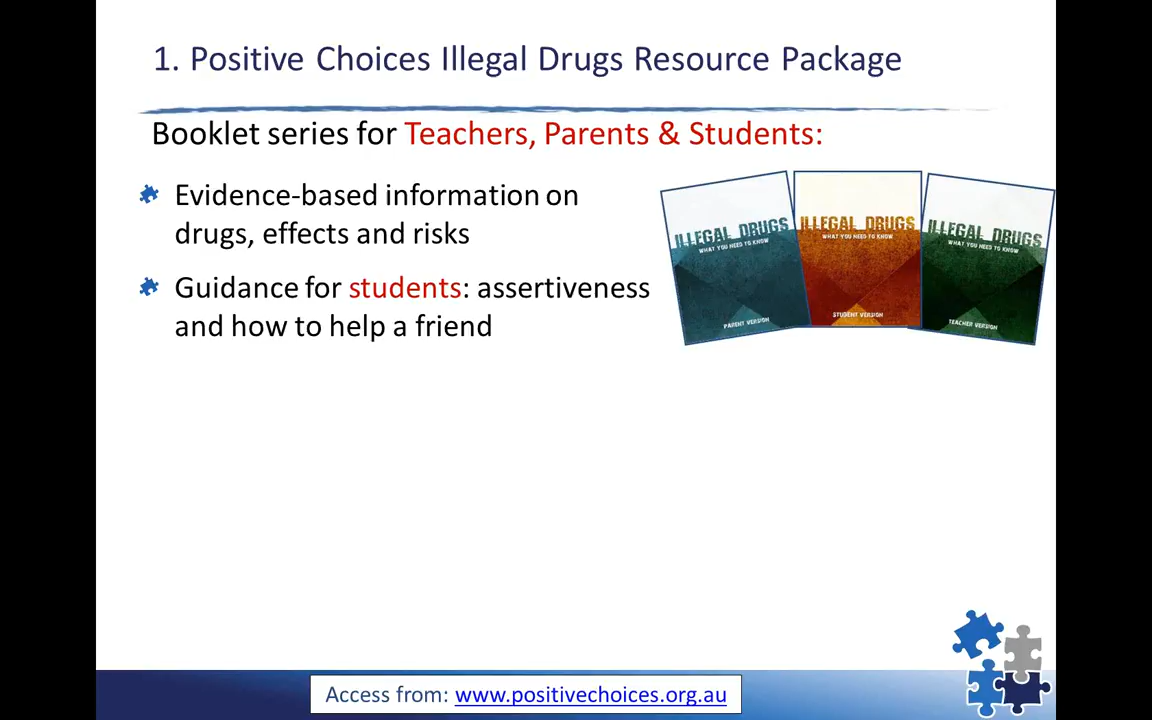 1. Positive Choices Illegal Drugs Resource Package
Booklet series for Teachers, Parents & Students:
Evidence-based information on
drugs, effects and risks
Guidance for students: assertiveness
and how to help a friend
ILLEGAL DRUGS
WHAT YOU NEED TO KNOW
PARENT VERSION
ILLEGAL DRUGS
WHAT YOU NEED TO KNOW
STUDENT VERSION
ILLEGAL DRUGS
WHAT YOU NEED TO KNOW
TEACHER VERSION
Access from: www.positivechoices.org.au